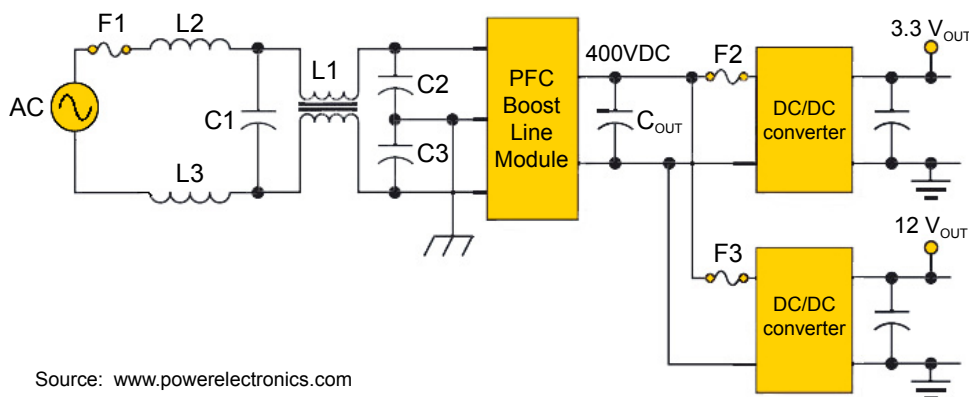 F1
L2
AC
C1
L3
L1
C2
C3
PFC
Boost
Line
Module
400VDC
COUT
F2
DC/DC
converter
3.3 VOUT
F3
DC/DC
converter
12 VOUT
Source: www.powerelectronics.com